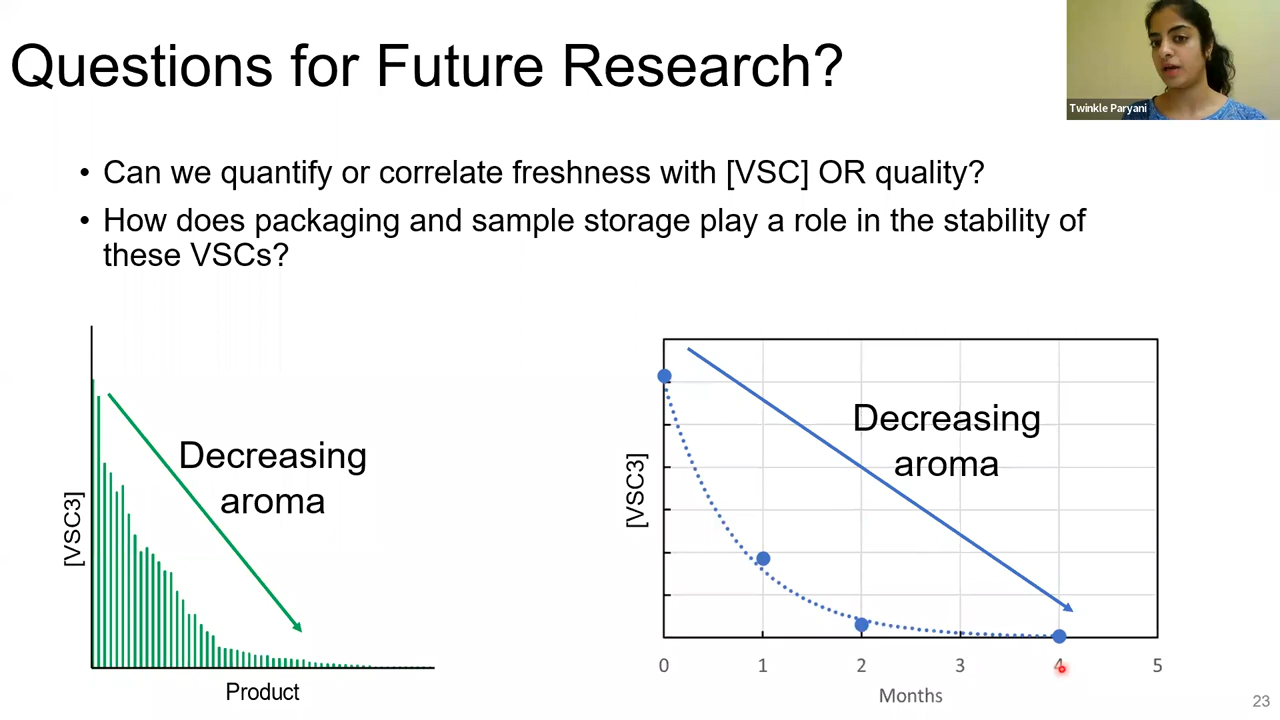 Questions for Future Research?
Twinkle Paryani
• Can we quantify or correlate freshness with [VSC] OR quality?
• How does packaging and sample storage play a role in the stability of
these VSCs?
[VSC3]
Decreasing
aroma
Product
[VSC3]
Decreasing
aroma
0 1 2 3 4 5
Months
23